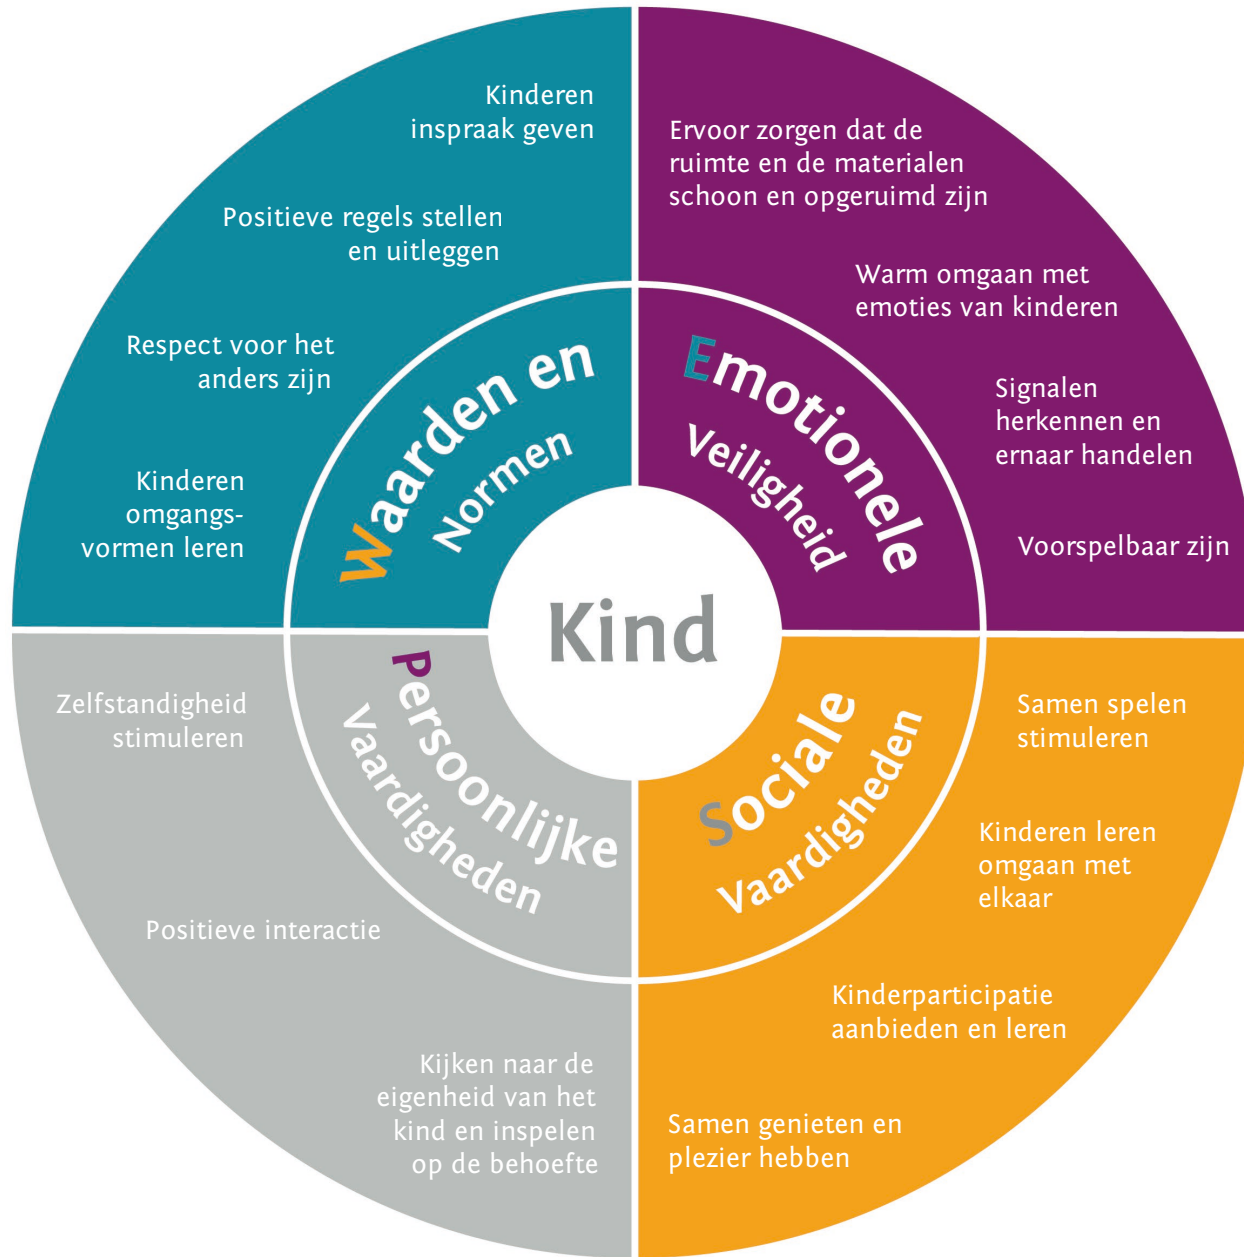 Kinderen
inspraak geven
Positieve regels stellen
en uitleggen
Respect voor het
anders zijn
Kinderen
omgangs-
vormen leren
Waarden en
Normen
Ervoor zorgen dat de
ruimte en de materialen
schoon en opgeruimd zijn
Warm omgaan met
emoties van kinderen
Signalen
herkennen en
ernaar handelen
Voorspelbaar zijn
Emotionele
Veiligheid
Kind
Zelfstandigheid
stimuleren
Positieve interactie
Kijken naar de
eigenheid van het
kind en inspelen
op de behoefte
Persoonlijke
Vaardigheden
Sociale
Vaardigheden
Samen spelen
stimuleren
Kinderen leren
omgaan met
elkaar
Kinderparticipatie
aanbieden en leren
Samen genieten en
plezier hebben